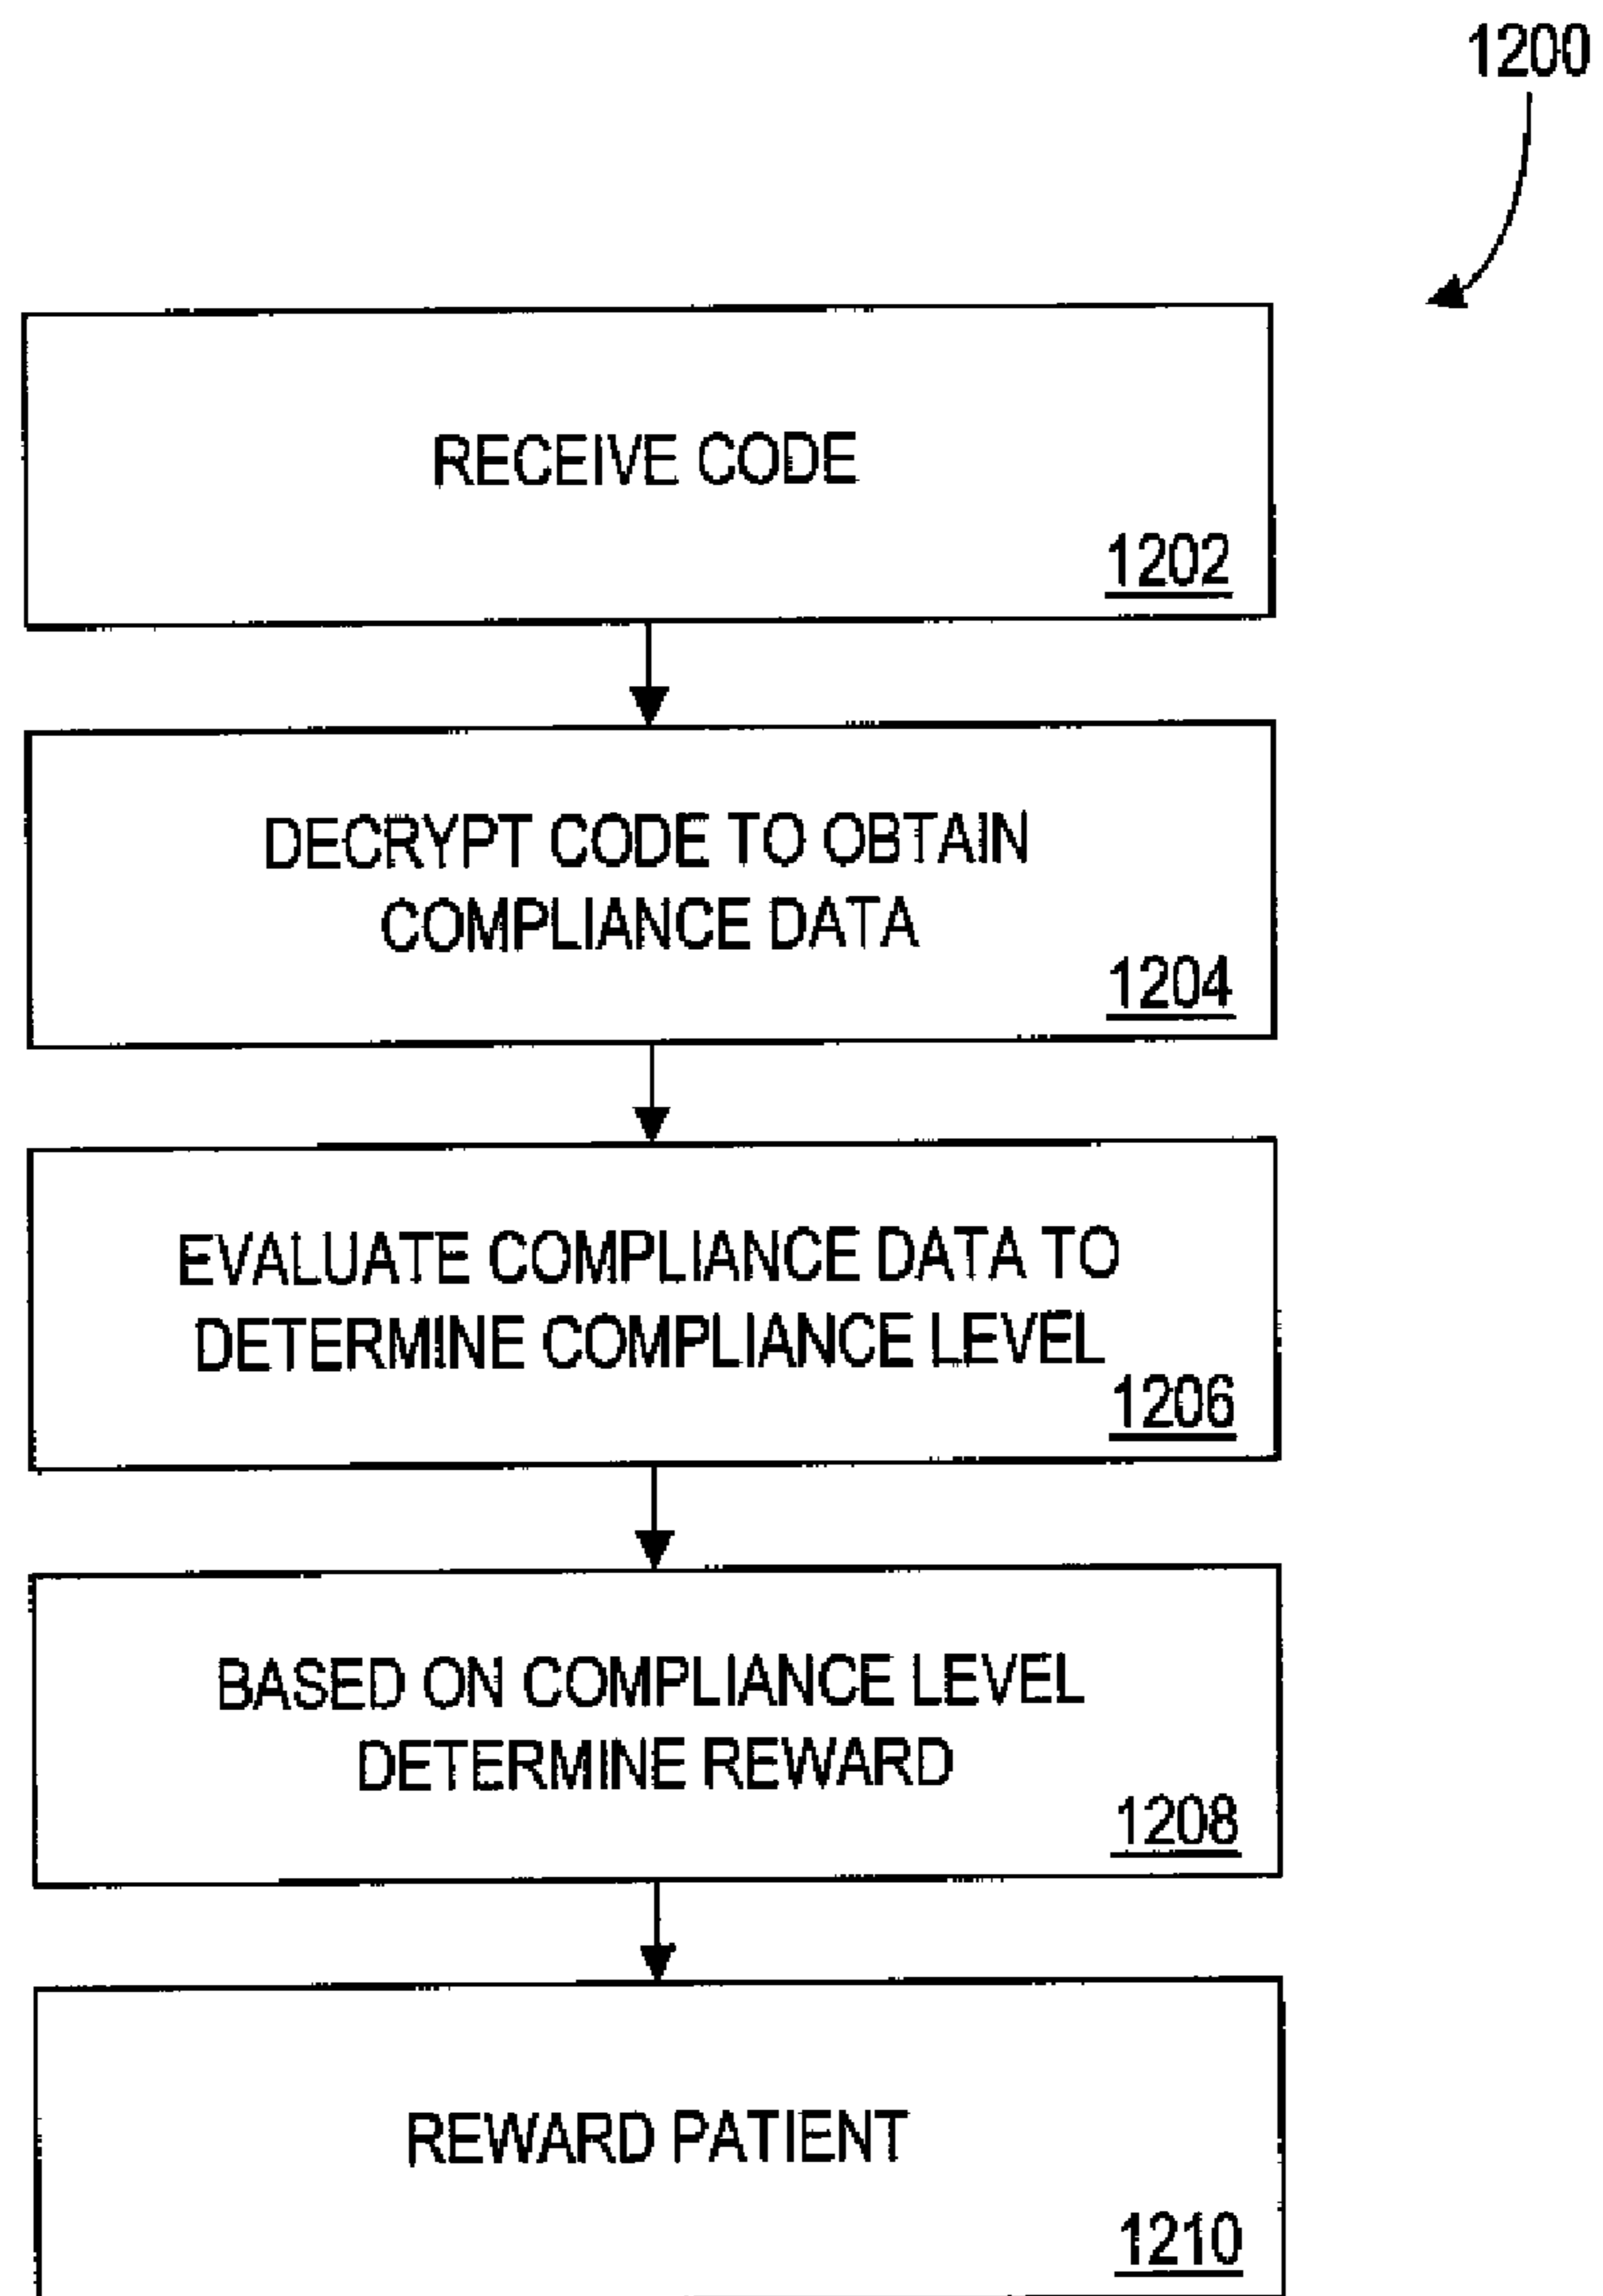 1200
RECEIVE CODE
1202
DECRYPT CODE TO OBTAIN
COMPLIANCE DATA
1204
EVALUATE COMPLIANCE DATA TO
DETERMINE COMPLIANCE LEVEL
1206
BASED ON COMPLIANCE LEVEL
DETERMINE REWARD
1208
REWARD PATIENT
1210